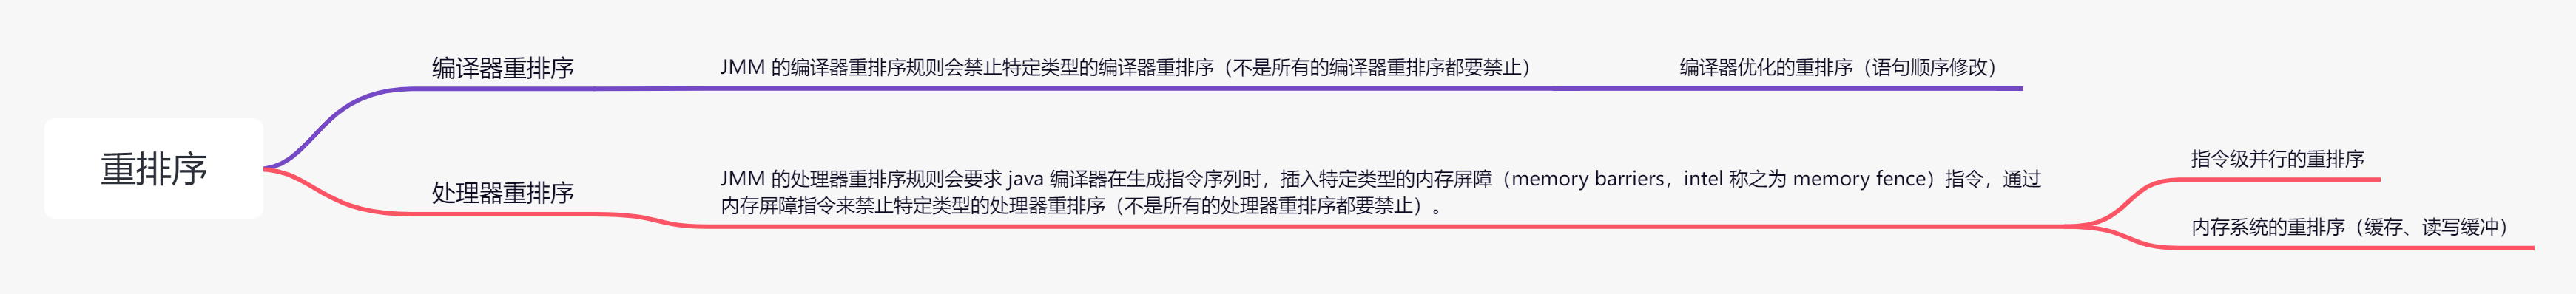 重排序
编译器重排序
JMM 的编译器重排序规则会禁止特定类型的编译器重排序（不是所有的编译器重排序都要禁止）
编译器优化的重排序（语句顺序修改）
处理器重排序
JMM 的处理器重排序规则会要求 java 编译器在生成指令序列时，插入特定类型的内存屏障（memory barriers，intel 称之为 memory fence）指令，通过
内存屏障指令来禁止特定类型的处理器重排序（不是所有的处理器重排序都要禁止）。
指令级并行的重排序
内存系统的重排序（缓存、读写缓冲）